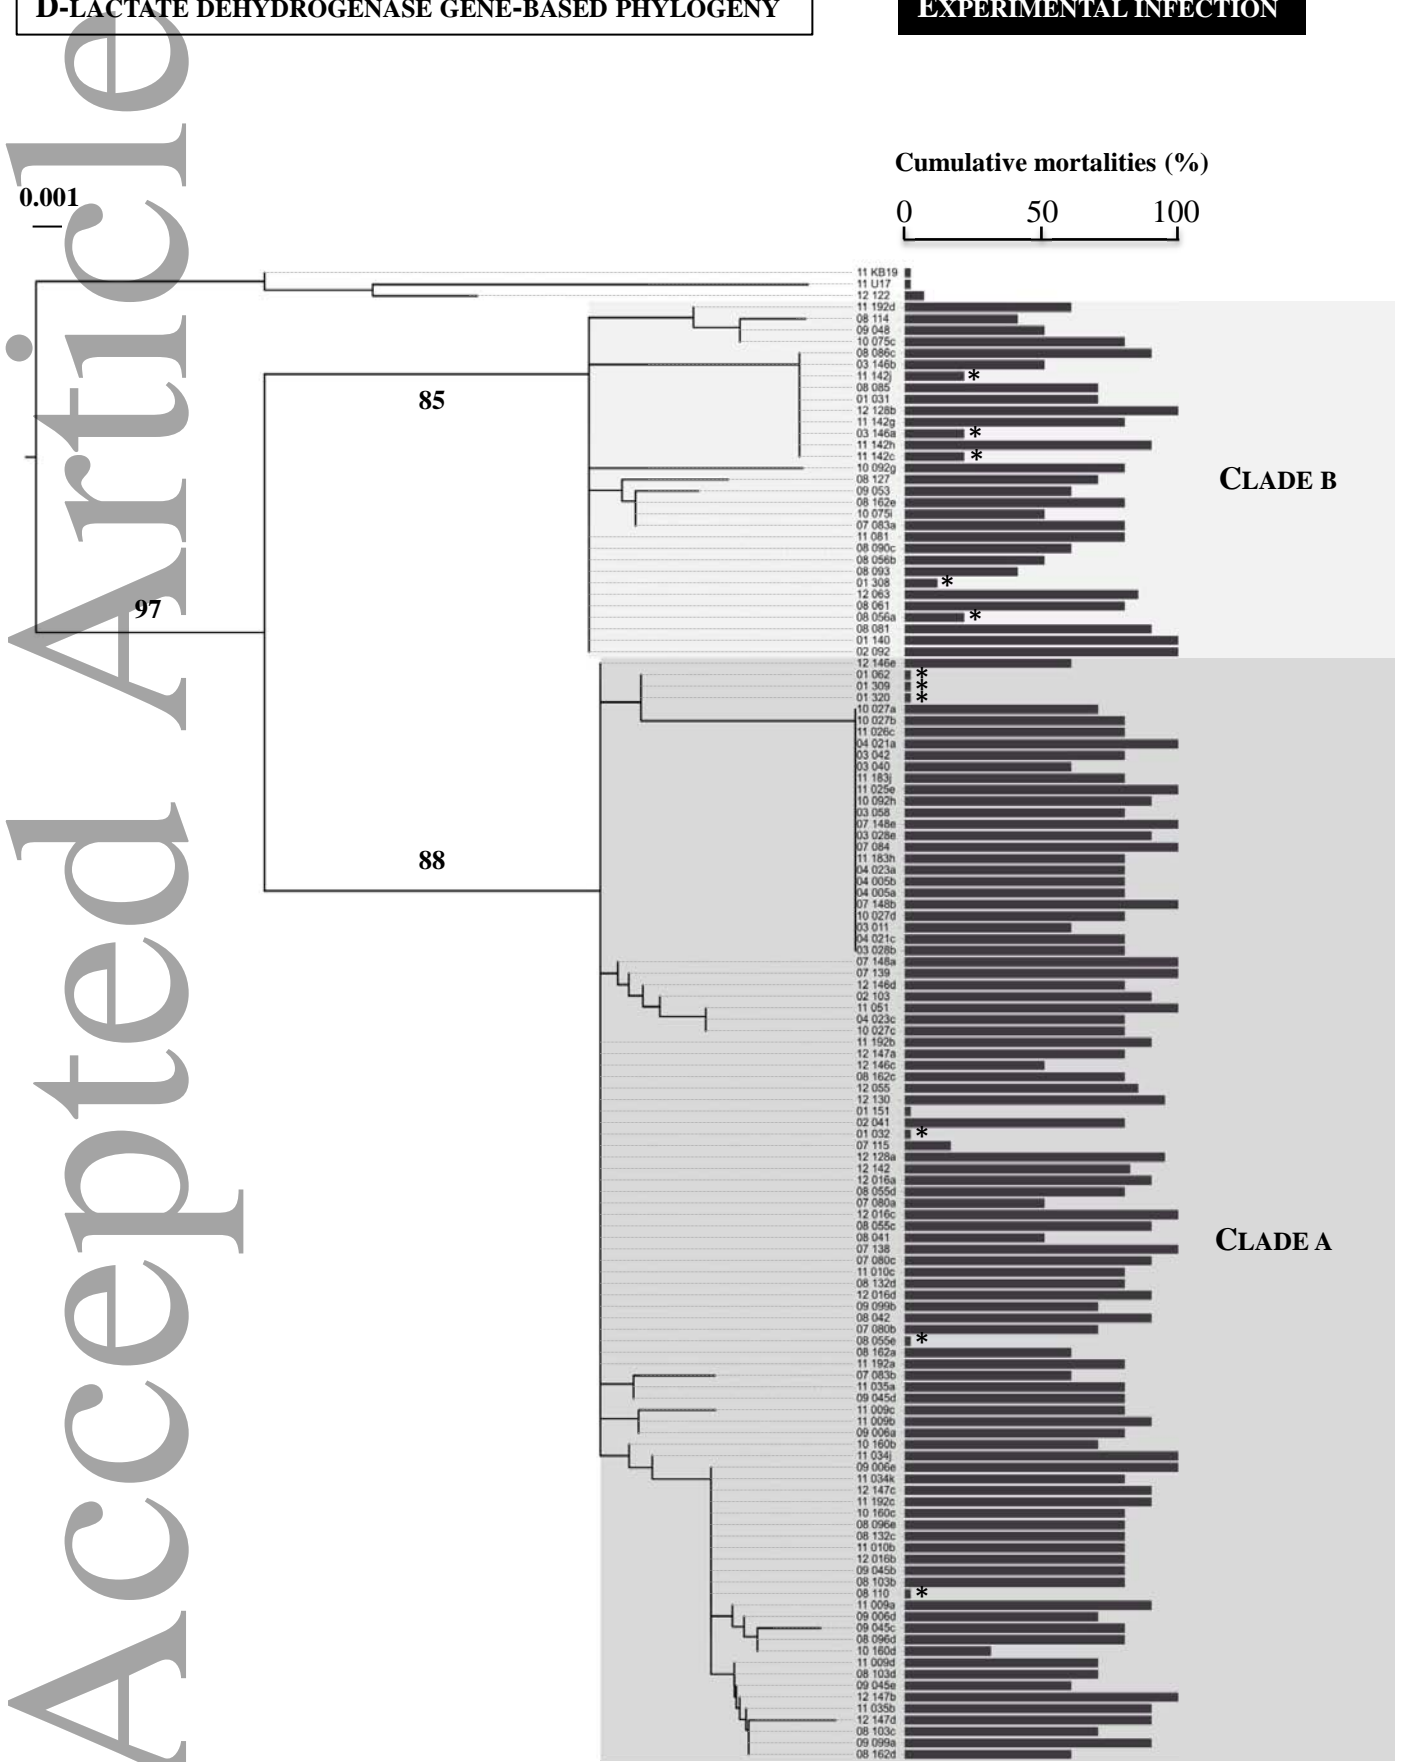 D-LACTATE DEHYDROGENASE GENE-BASED PHYLOGENY
EXPERIMENTAL INFECTION
Accepted Article
Cumulative mortalities (%)
0.001
0 50 100
11 KB19
11 U17
12 122
11 192d
08 114
09 048
10 075c
08 086c
03 146b
11 142j *
08 085
01 031
12 128b
11 142g
03 146a *
11 142h
11 142c *
10 092g
08 127
09 053
08 162e
10 075i
07 083a
11 081
08 090c
08 056b
08 093
01 308 *
12 063
08 061
08 056a *
08 081
01 140
02 092
85
97
CLADE B
12 146e
01 062 *
01 309 *
01 320 *
10 027a
10 027b
11 026c
04 021a
03 042
03 040
11 183j
11 025e
10 092h
03 058
07 148e
03 028e
07 084
11 183h
04 023a
04 005b
04 005a
07 148b
10 027d
03 011
04 021c
03 028b
07 148a
07 139
12 146d
02 103
11 051
04 023c
10 027c
11 192b
12 147a
12 146c
08 162c
12 055
12 130
01 151
02 041
01 032 *
07 115
12 128a
12 142
12 016a
08 055d
07 080a
12 016c
08 055c
08 041
07 138
07 080c
11 010c
08 132d
12 016d
09 099b
08 042
07 080b
08 055e *
08 162a
11 192a
07 083b
11 035a
09 045d
11 009c
11 009b
09 006a
10 160b
11 034j
09 006e
11 034k
12 147c
11 192c
10 160c
08 096e
08 132c
11 010b
12 016b
09 045b
08 103b
08 110 *
11 009a
09 006d
09 045c
08 096d
10 160d
11 009d
08 103d
09 045e
12 147b
11 035b
12 147d
08 103c
09 099a
08 162d
88
CLADE A